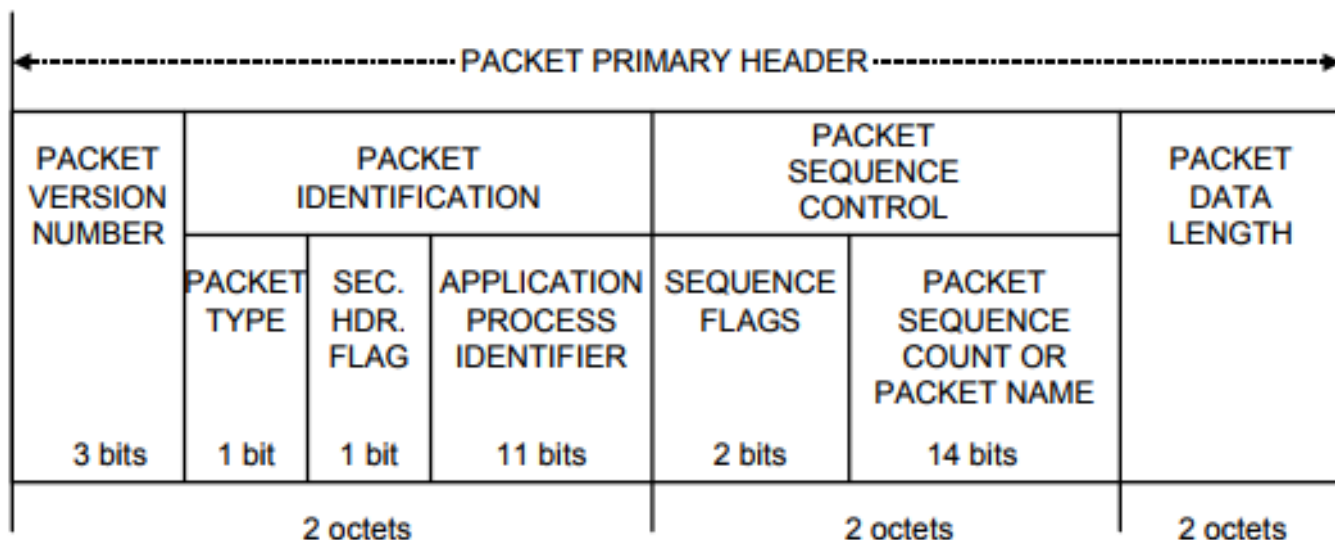 PACKET PRIMARY HEADER
PACKET
VERSION
NUMBER
PACKET
IDENTIFICATION
PACKET
SEQUENCE
CONTROL
PACKET
DATA
LENGTH
PACKET
TYPE
SEC.
HDR.
FLAG
APPLICATION
PROCESS
IDENTIFIER
SEQUENCE
FLAGS
PACKET
SEQUENCE
COUNT OR
PACKET NAME
3 bits
1 bit
1 bit
11 bits
2 bits
14 bits
2 octets
2 octets
2 octets